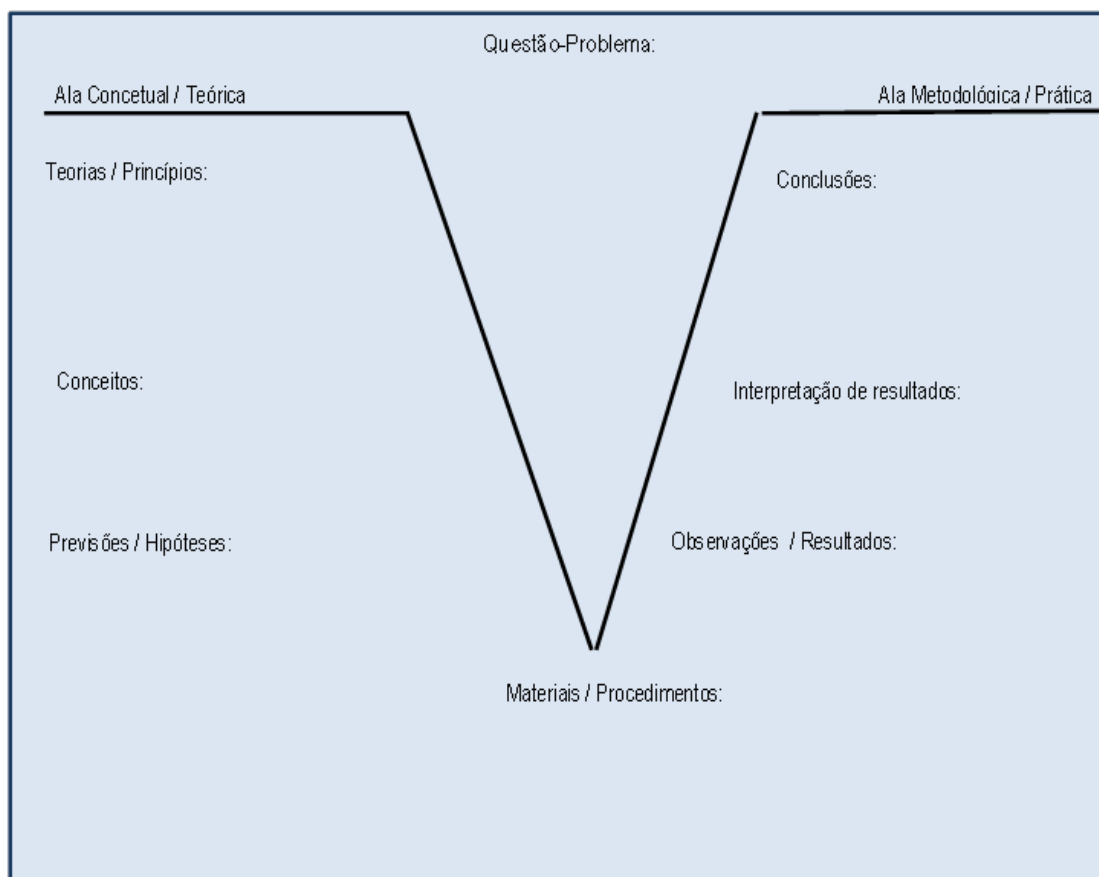 Questão-Problema:
Ala Concetual / Teórica
Ala Metodológica / Prática
Teorias / Princípios:
Conclusões:
Conceitos:
Interpretação de resultados:
Previsões / Hipóteses:
Observações / Resultados:
Materiais / Procedimentos: